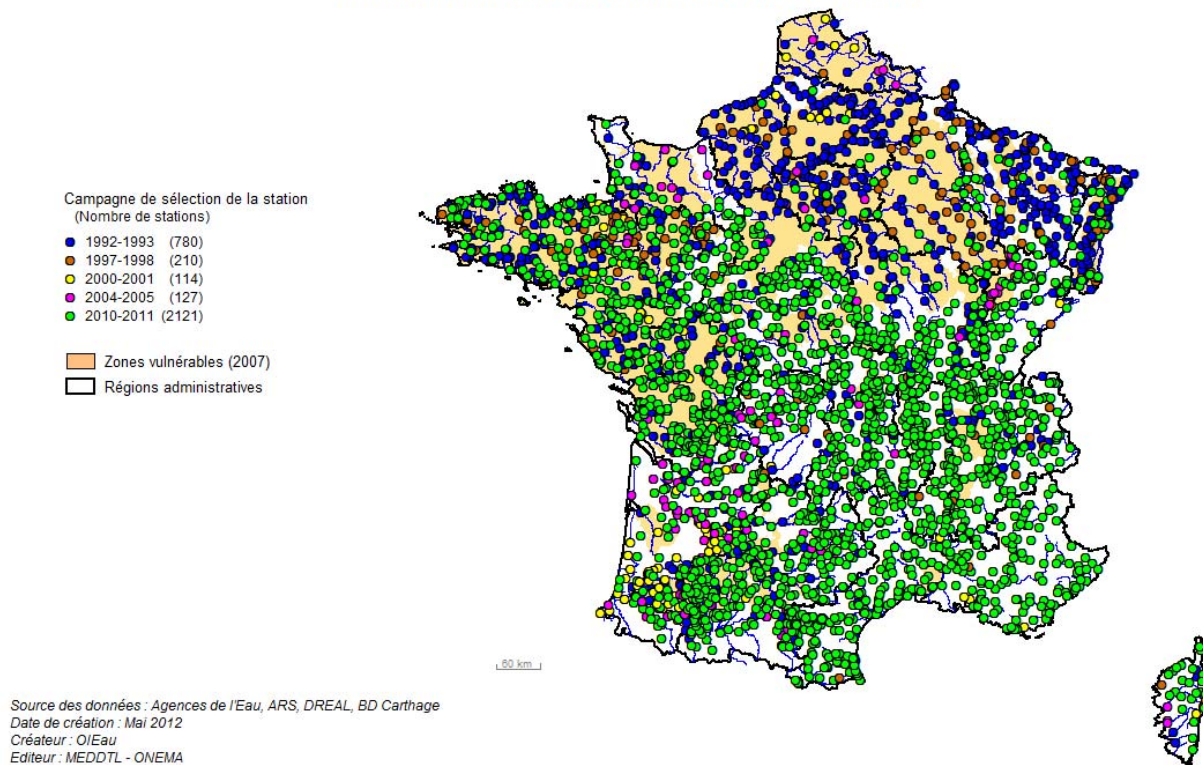 Campagne de sélection de la station
(Nombre de stations)
1992-1993 (780)
1997-1998 (210)
2000-2001 (114)
2004-2005 (127)
2010-2011 (2121)
Zones vulnérables (2007)
Régions administratives
60 km
Source des données : Agences de l'Eau, ARS, DREAL, BD Carthage
Date de création : Mai 2012
Créateur : OIEau
Editeur : MEDDTL - ONEMA